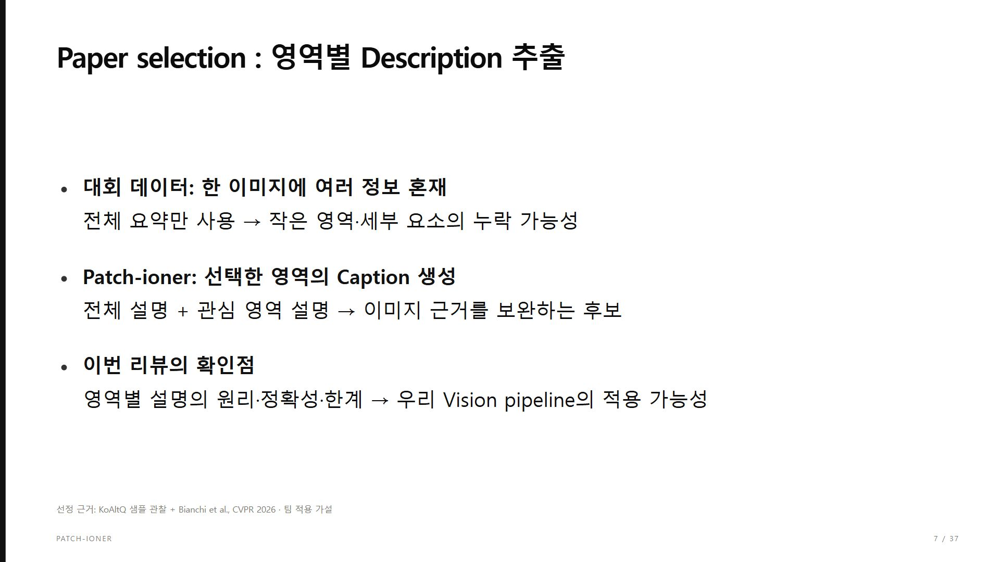 Paper selection : 영역별 Description 추출
• 대회 데이터: 한 이미지에 여러 정보 혼재
전체 요약만 사용 → 작은 영역·세부 요소의 누락 가능성
• Patch-ioner: 선택한 영역의 Caption 생성
전체 설명 + 관심 영역 설명 → 이미지 근거를 보완하는 후보
• 이번 리뷰의 확인점
영역별 설명의 원리·정확성·한계 → 우리 Vision pipeline의 적용 가능성
선정 근거: KoAltQ 샘플 관찰 + Bianchi et al., CVPR 2026 · 팀 적용 가설
PATCH-IONER
7 / 37